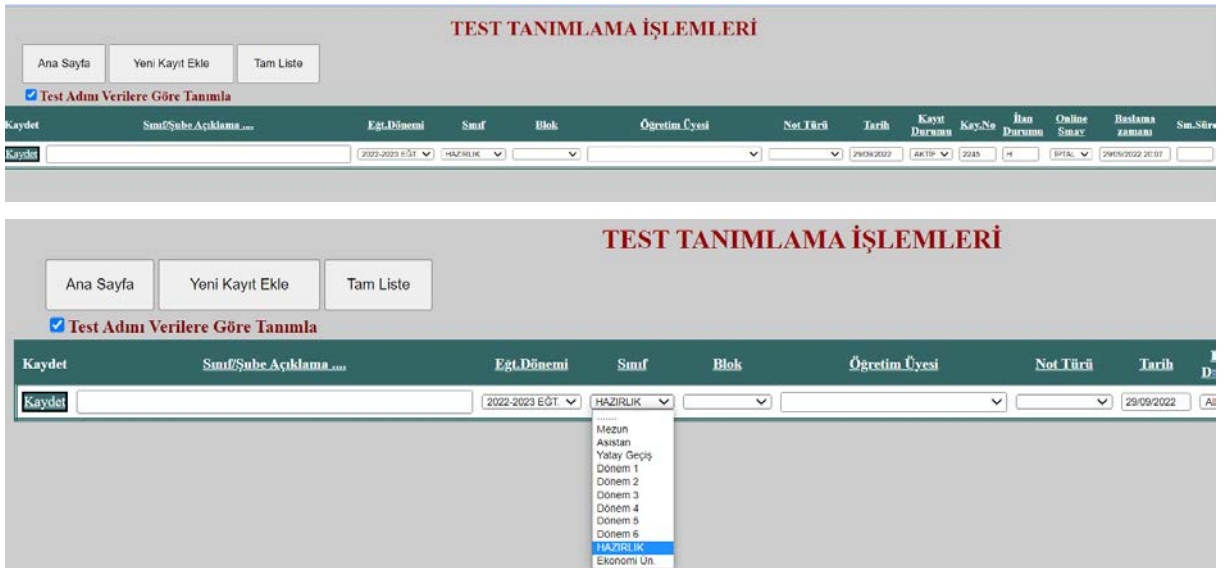 TEST TANIMLAMA İŞLEMLERİ
Ana Sayfa Yeni Kayıt Ekle Tam Liste
Test Adını Verilere Göre Tanımla
Kaydet Sınıf/Şube Açıklama .... Eğt.Dönemi Sınıf Blok Öğretim Üyesi Not Türü Tarih Kayıt Durumu Kay.No İlan Durumu Online Sınav Baslama zamanı Sın.Süre
Kaydet 2022-2023 EĞT. HAZIRLIK 29/09/2022 AKTİF 2245 H İPTAL 29/09/2022 20:07
TEST TANIMLAMA İŞLEMLERİ
Ana Sayfa Yeni Kayıt Ekle Tam Liste
Test Adını Verilere Göre Tanımla
Kaydet Sınıf/Şube Açıklama .... Eğt.Dönemi Sınıf Blok Öğretim Üyesi Not Türü Tarih
Kaydet 2022-2023 EĞT. HAZIRLIK 29/09/2022
........
Mezun
Asistan
Yatay Geçiş
Dönem 1
Dönem 2
Dönem 3
Dönem 4
Dönem 5
Dönem 6
HAZIRLIK
Ekonomi Ün.